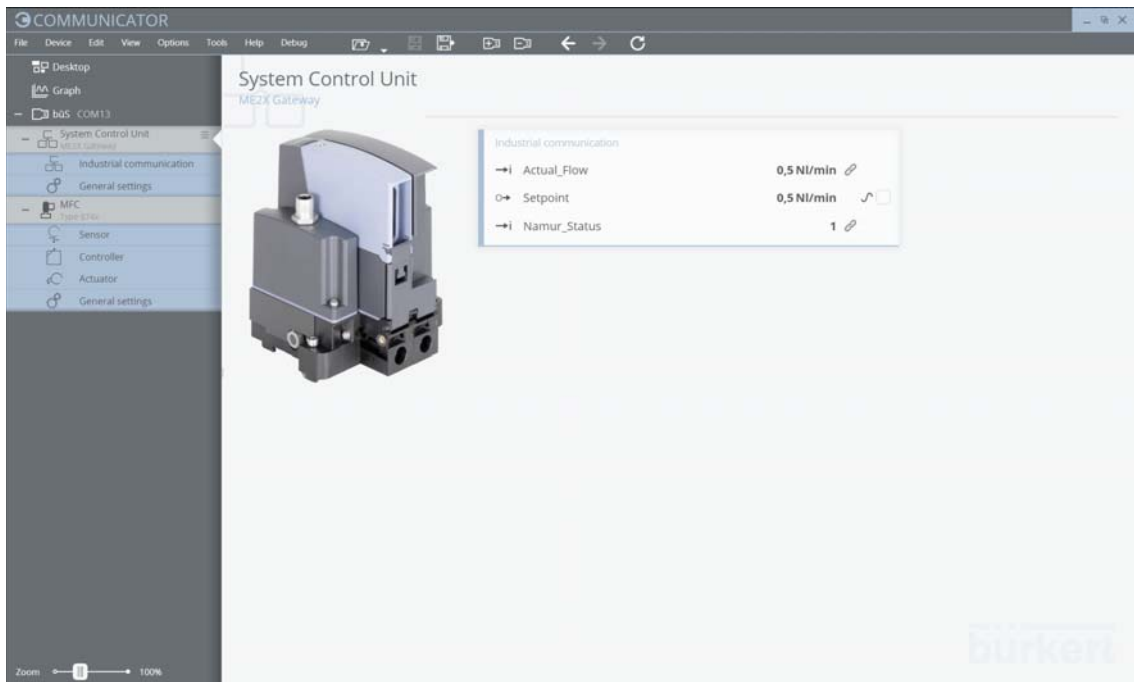 COMMUNICATOR
File Device Edit View Options Tools Help Debug
Desktop
Graph
büS COM13
System Control Unit
ME2X Gateway
Industrial communication
General settings
MFC
Sensor
Controller
Actuator
General settings
Zoom 100%
System Control Unit
ME2X Gateway
Industrial communication
Actual_Flow 0,5 Nl/min
Setpoint 0,5 Nl/min
Namur_Status 1
bürkert